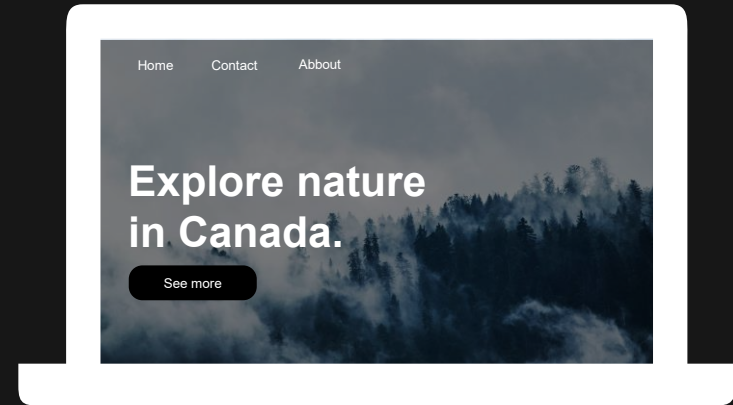 Home Contact Abbout
Explore nature
in Canada.
See more